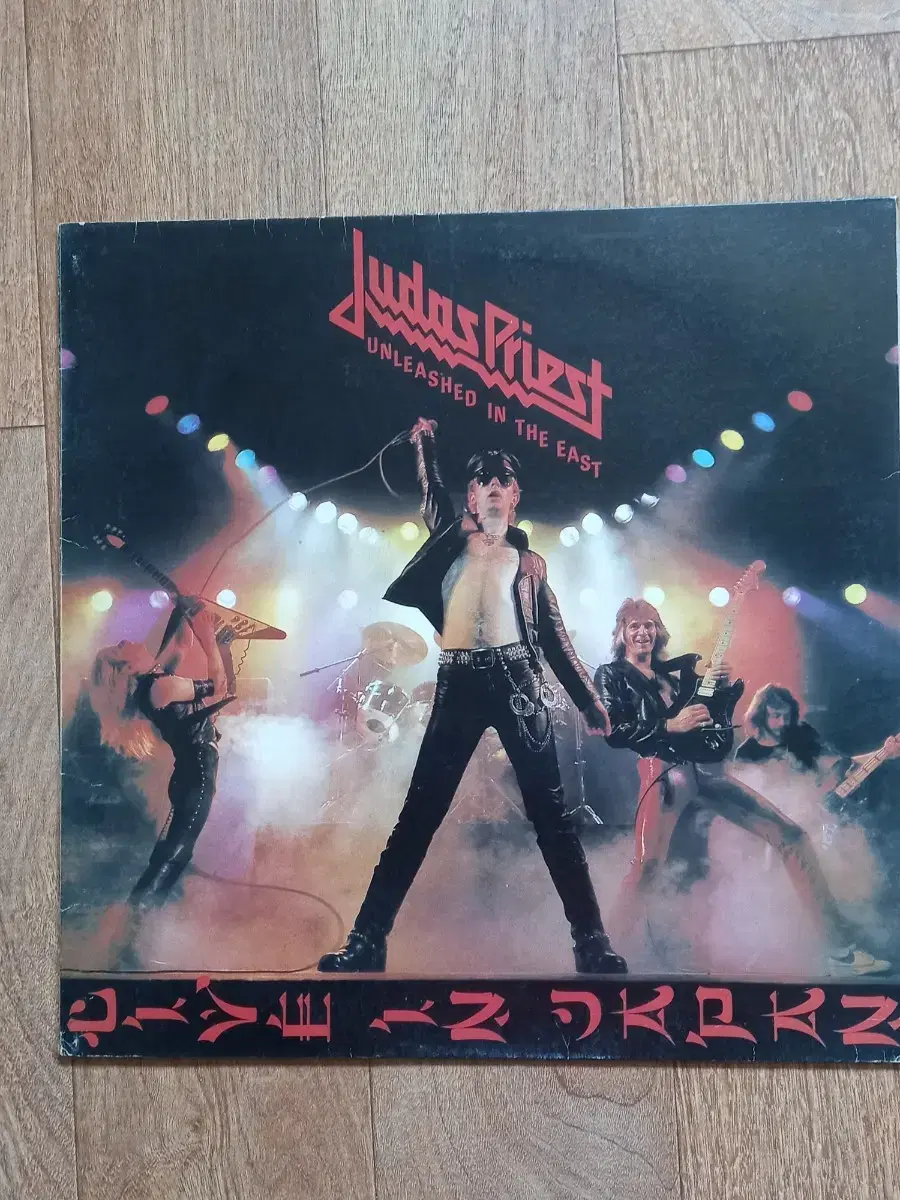 Judas Priest
UNLEASHED IN THE EAST
LIVE IN JAPAN